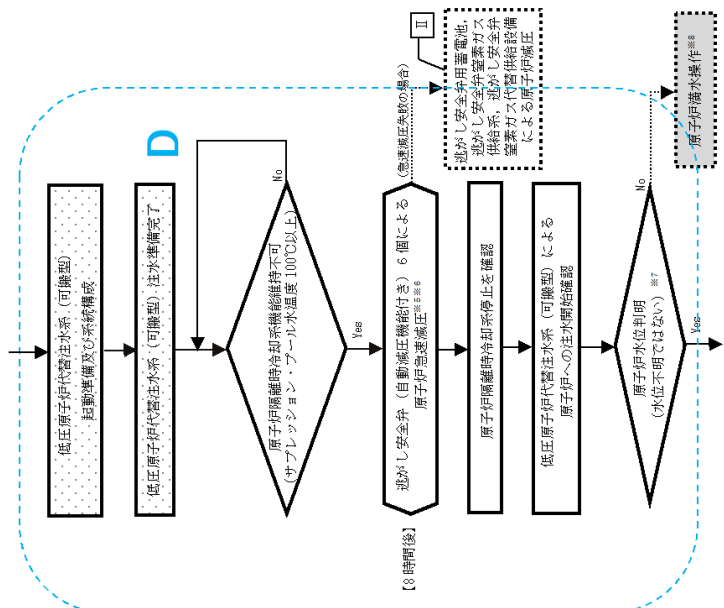 低圧原子炉代替注水系（可搬型）
起動準備及び系統構成
低圧原子炉代替注水系（可搬型）注水準備完了
D
原子炉隔離時冷却系機能維持不可
（サプレッション・プール水温度 100℃以上）
No
Yes
【8 時間後】
逃がし安全弁（自動減圧機能付き）6 個による
原子炉急速減圧※５※６
（急速減圧失敗の場合）
Ⅱ
逃がし安全弁用蓄電池，
逃がし安全弁窒素ガス
供給系，逃がし安全弁
窒素ガス代替供給設備
による原子炉減圧
原子炉隔離時冷却系停止を確認
低圧原子炉代替注水系（可搬型）による
原子炉への注水開始確認
原子炉水位判明
（水位不明ではない）※７
No
Yes
原子炉満水操作※８